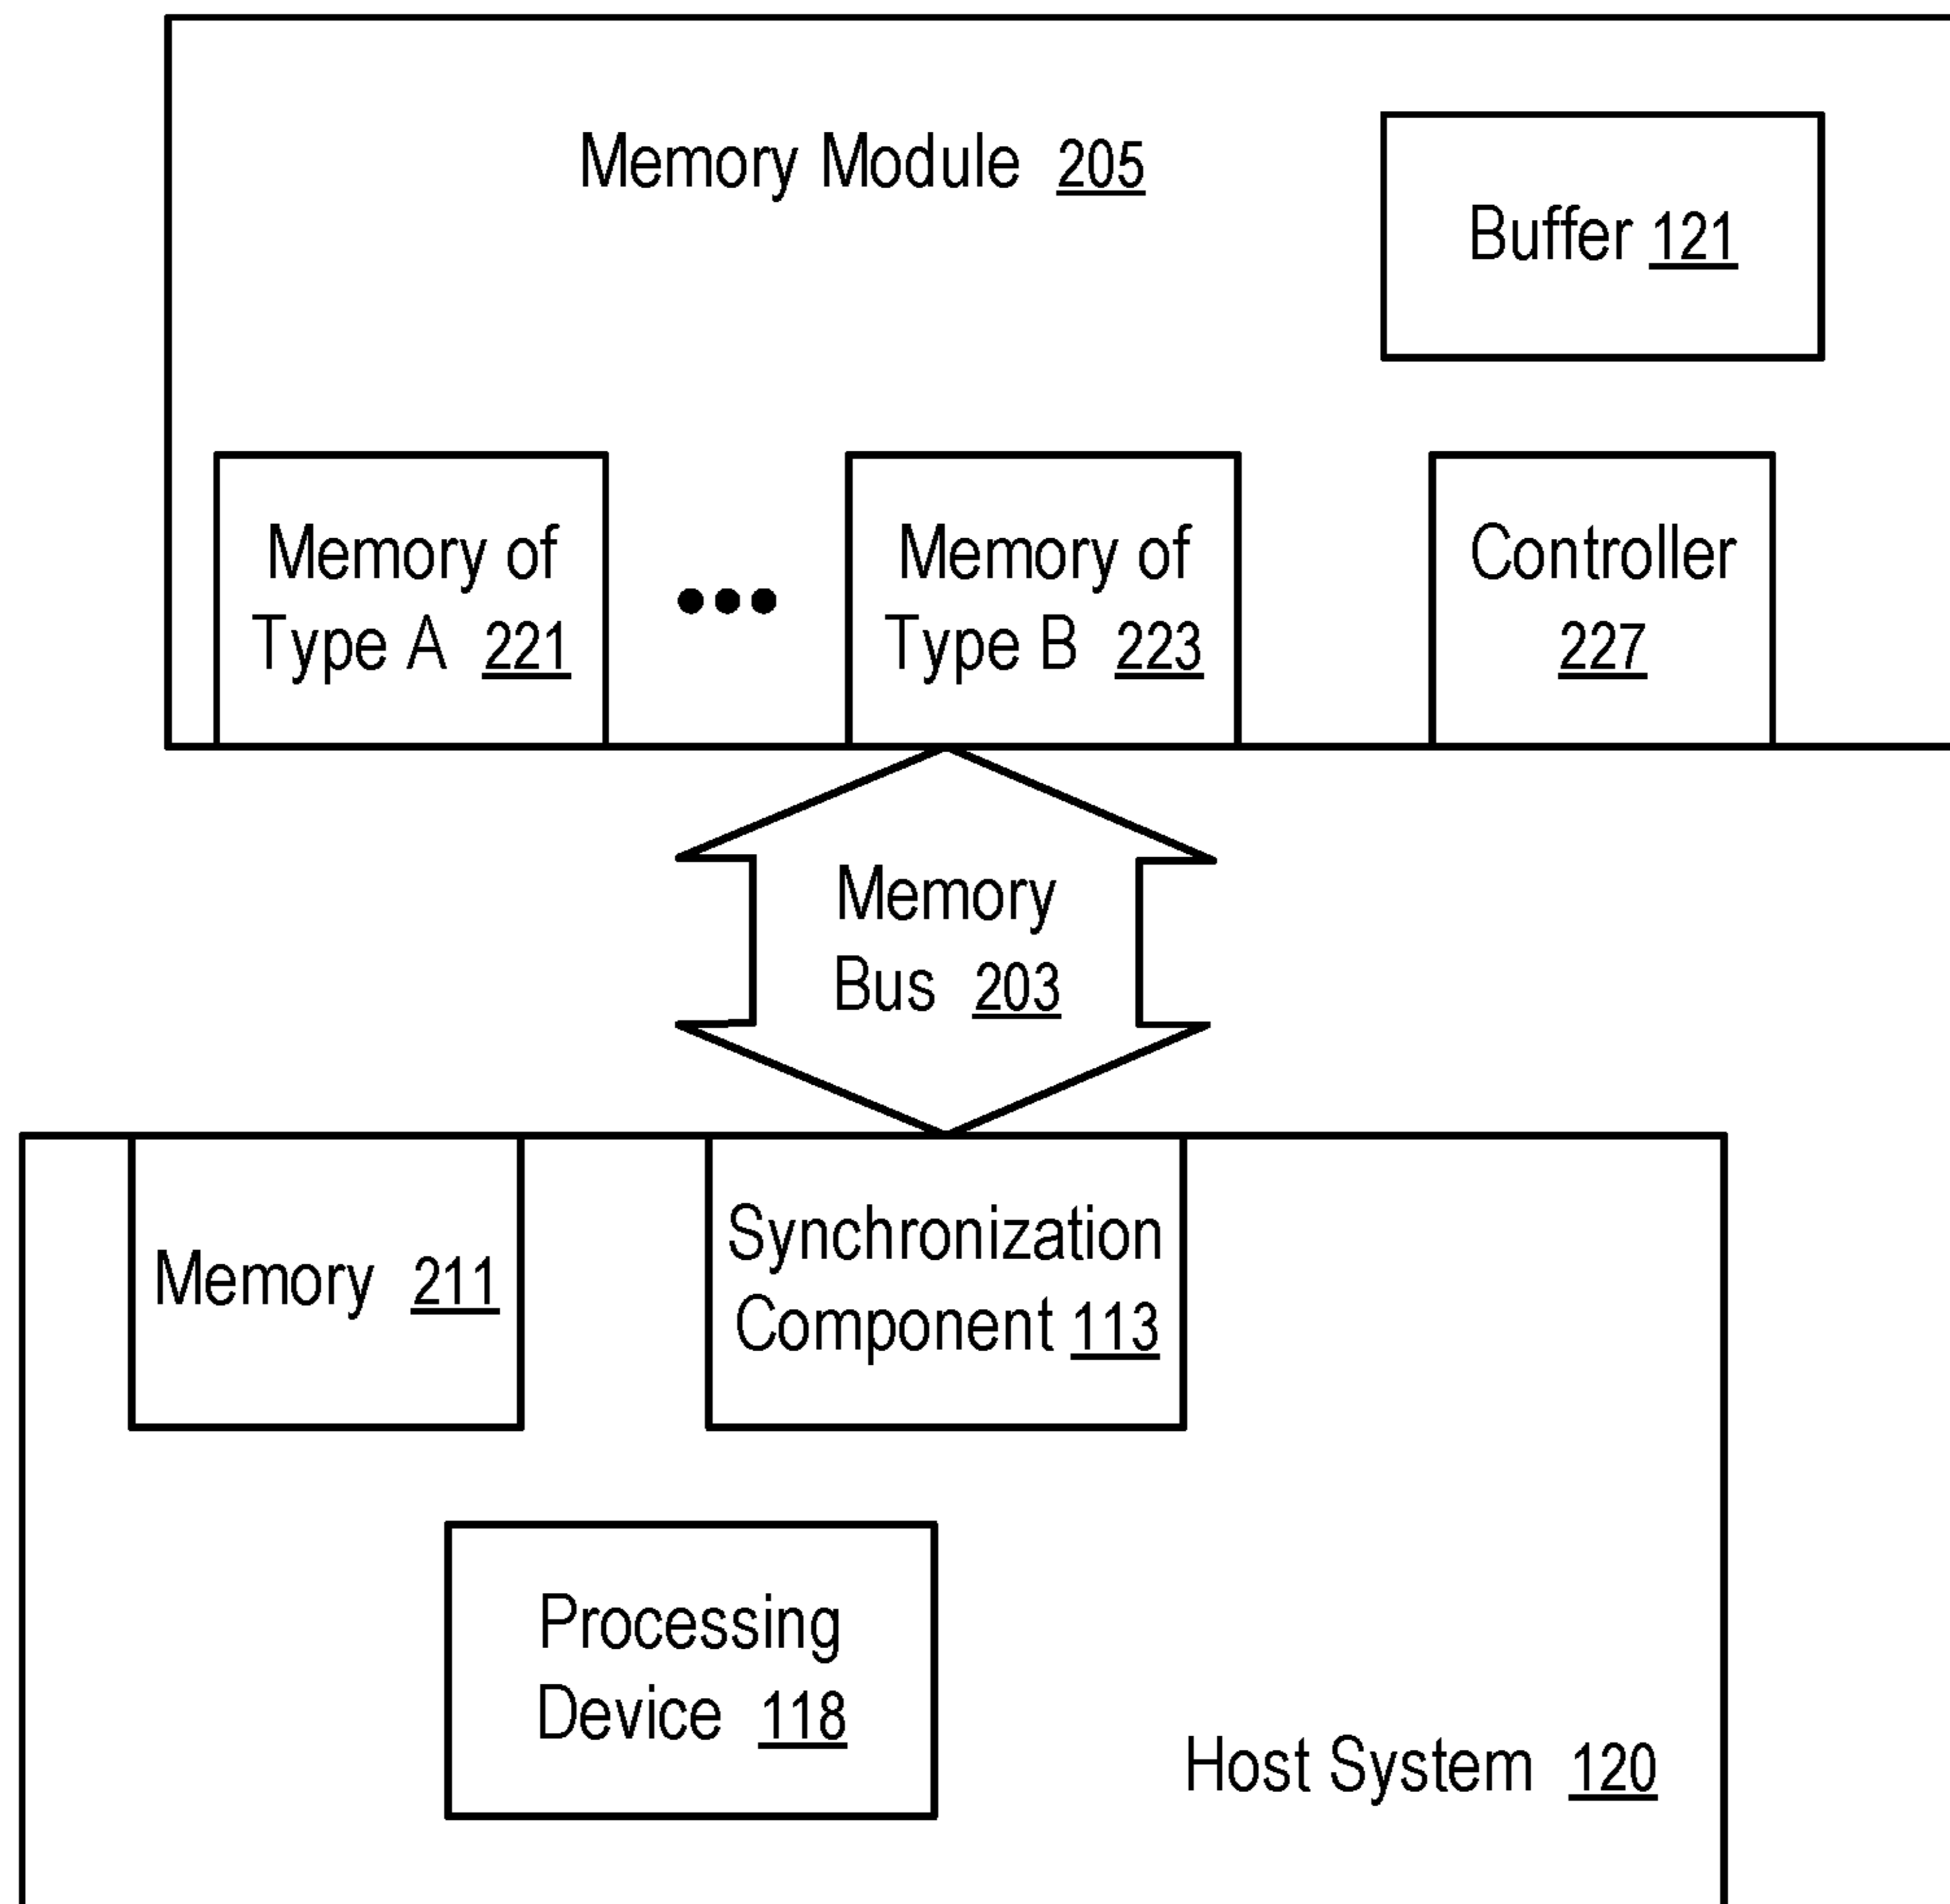 Memory Module 205
Buffer 121
Memory of
Type A 221
Memory of
Type B 223
Controller
227
Memory
Bus 203
Memory 211
Synchronization
Component 113
Processing
Device 118
Host System 120